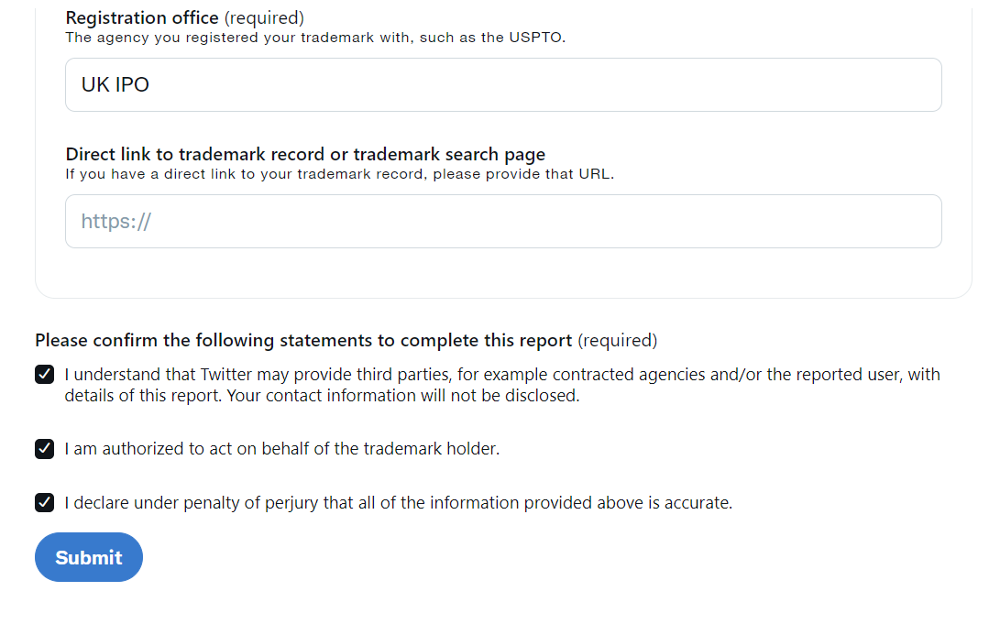 Registration office (required)
The agency you registered your trademark with, such as the USPTO.
UK IPO
Direct link to trademark record or trademark search page
If you have a direct link to your trademark record, please provide that URL.
https://
Please confirm the following statements to complete this report (required)
I understand that Twitter may provide third parties, for example contracted agencies and/or the reported user, with
details of this report. Your contact information will not be disclosed.
I am authorized to act on behalf of the trademark holder.
I declare under penalty of perjury that all of the information provided above is accurate.
Submit